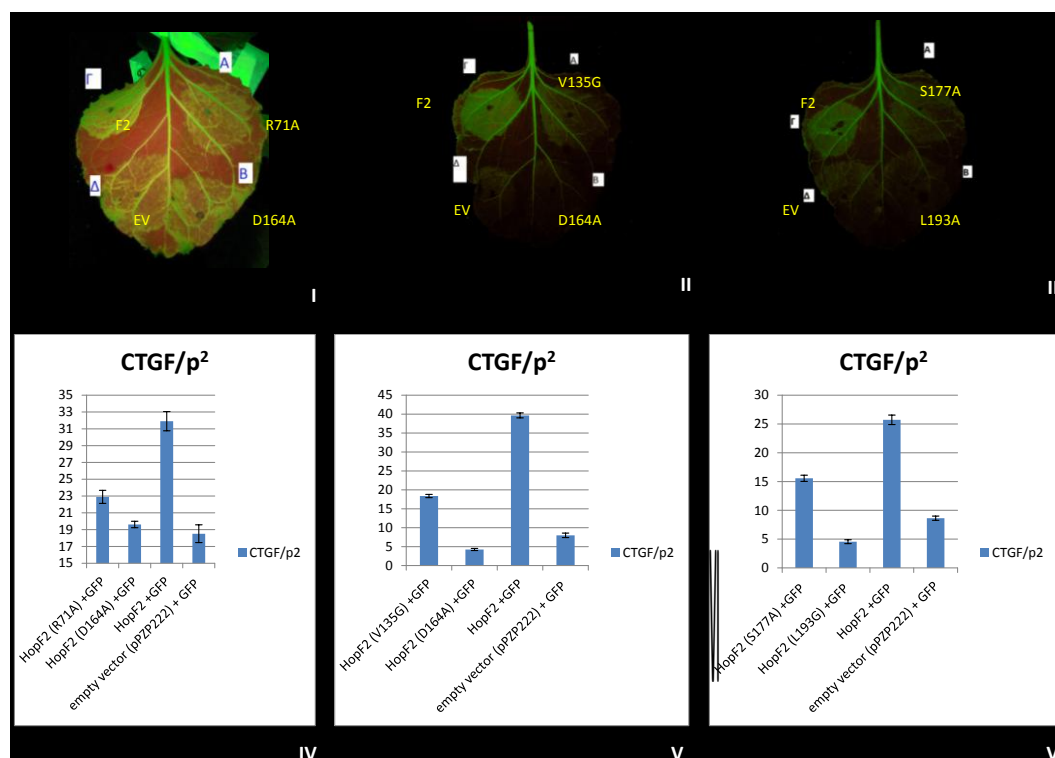 Α
Γ
F2
R71A
Δ
Β
EV
D164A
I
Γ
Α
V135G
F2
Δ
Β
EV
D164A
II
Α
S177A
F2
Γ
Β
Δ
EV
L193A
II
CTGF/p²
35
33
31
29
27
25
23
21
19
17
15
HopF2 (R71A) +GFP
HopF2 (D164A) +GFP
HopF2 +GFP
empty vector (pPZP222) + GFP
CTGF/p2
IV
CTGF/p²
45
40
35
30
25
20
15
10
5
0
HopF2 (V135G) +GFP
HopF2 (D164A) +GFP
HopF2 +GFP
empty vector (pPZP222) + GFP
CTGF/p2
V
CTGF/p²
30
25
20
15
10
5
0
HopF2 (S177A) +GFP
HopF2 (L193G) +GFP
HopF2 +GFP
empty vector (pPZP222) + GFP
CTGF/p2
V